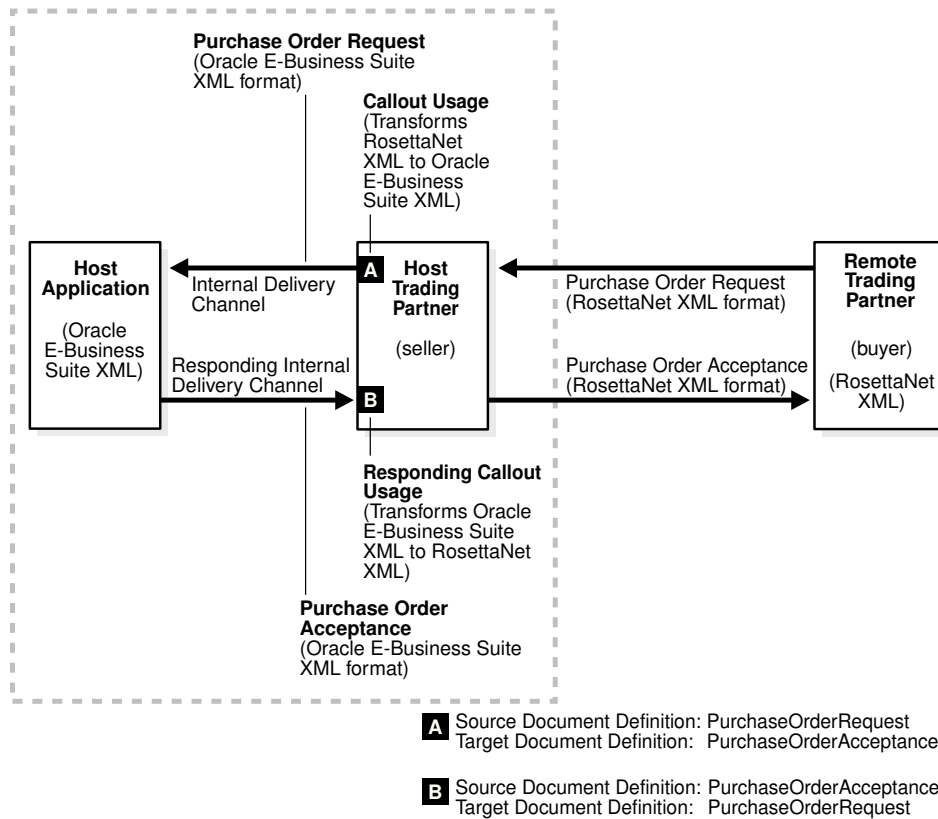 Purchase Order Request
(Oracle E-Business Suite
XML format)
Callout Usage
(Transforms
RosettaNet
XML to Oracle
E-Business
Suite XML)
Host
Application
(Oracle
E-Business
Suite XML)
Internal Delivery
Channel
Responding Internal
Delivery Channel
A
Host
Trading
Partner
(seller)
B
Purchase Order Request
(RosettaNet XML format)
Purchase Order Acceptance
(RosettaNet XML format)
Remote
Trading
Partner
(buyer)
(RosettaNet
XML)
Responding Callout
Usage
(Transforms Oracle
E-Business Suite
XML to RosettaNet
XML)
Purchase Order
Acceptance
(Oracle E-Business Suite
XML format)
A Source Document Definition: PurchaseOrderRequest
Target Document Definition: PurchaseOrderAcceptance
B Source Document Definition: PurchaseOrderAcceptance
Target Document Definition: PurchaseOrderRequest